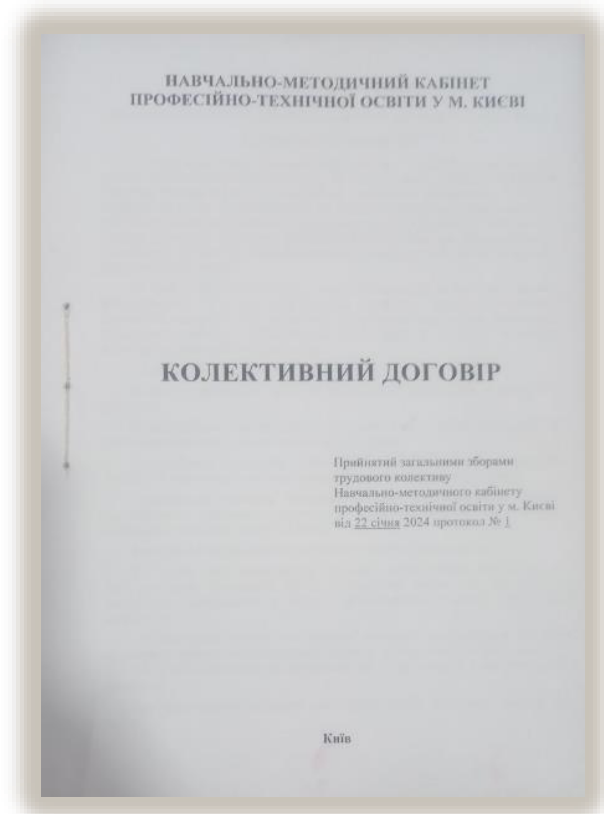 НАВЧАЛЬНО-МЕТОДИЧНИЙ КАБІНЕТ
ПРОФЕСІЙНО-ТЕХНІЧНОЇ ОСВІТИ У М. КИЄВІ
КОЛЕКТИВНИЙ ДОГОВІР
Прийнятий загальними зборами
трудового колективу
Навчально-методичного кабінету
професійно-технічної освіти у м. Києві
від 22 січня 2024 протокол № 1
Київ